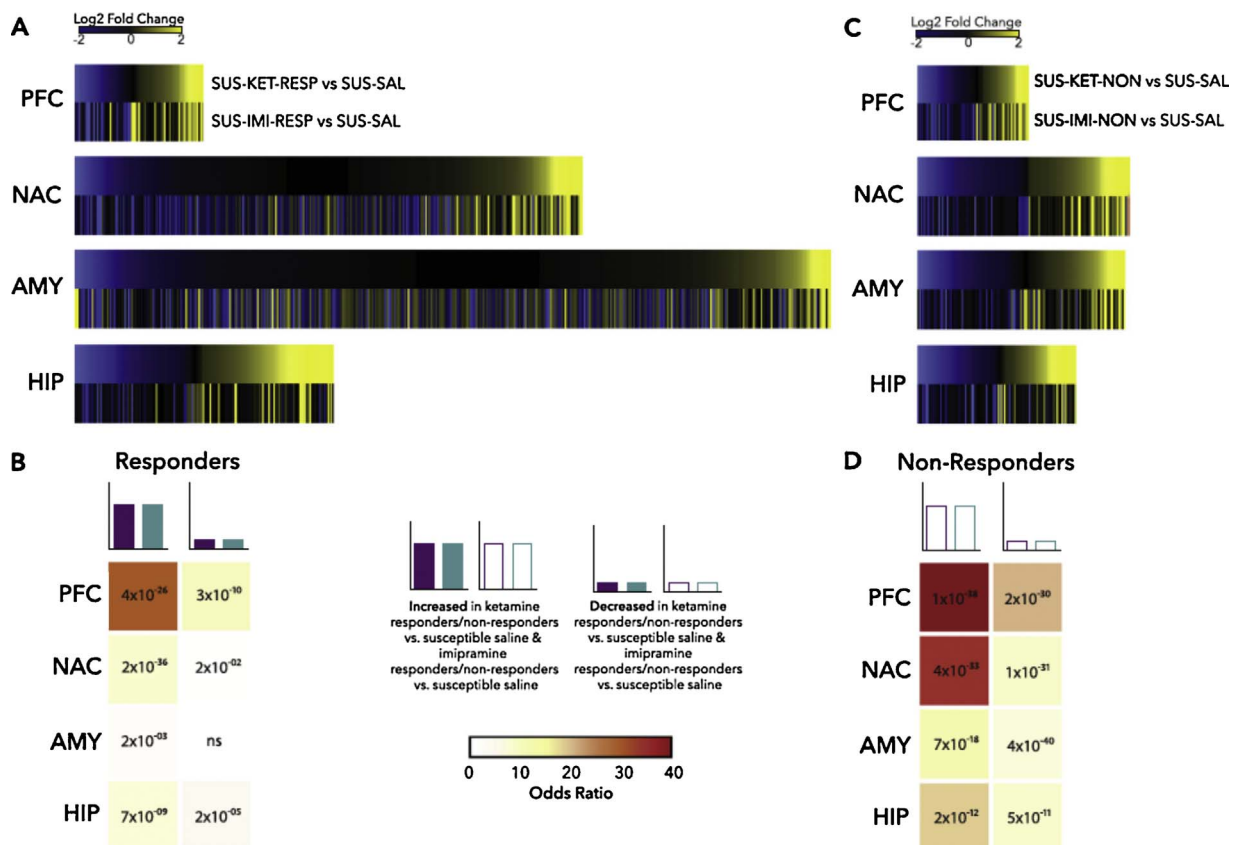 A
Log2 Fold Change
-2 0 2
PFC
SUS-KET-RESP vs SUS-SAL
SUS-IMI-RESP vs SUS-SAL
NAC
AMY
HIP
C
Log2 Fold Change
-2 0 2
PFC
SUS-KET-NON vs SUS-SAL
SUS-IMI-NON vs SUS-SAL
NAC
AMY
HIP
B
Responders
PFC 4x10⁻²⁶ 3x10⁻¹⁰
NAC 2x10⁻³⁶ 2x10⁻⁰²
AMY 2x10⁻⁰³ ns
HIP 7x10⁻⁰⁹ 2x10⁻⁰⁵
Increased in ketamine
responders/non-responders
vs. susceptible saline &
imipramine
responders/non-responders
vs. susceptible saline
Decreased in ketamine
responders/non-responders
vs. susceptible saline &
imipramine
responders/non-responders
vs. susceptible saline
0 10 20 30 40
Odds Ratio
D
Non-Responders
PFC 1x10⁻³⁸ 2x10⁻³⁰
NAC 4x10⁻³³ 1x10⁻³¹
AMY 7x10⁻¹⁸ 4x10⁻⁴⁰
HIP 2x10⁻¹² 5x10⁻¹¹